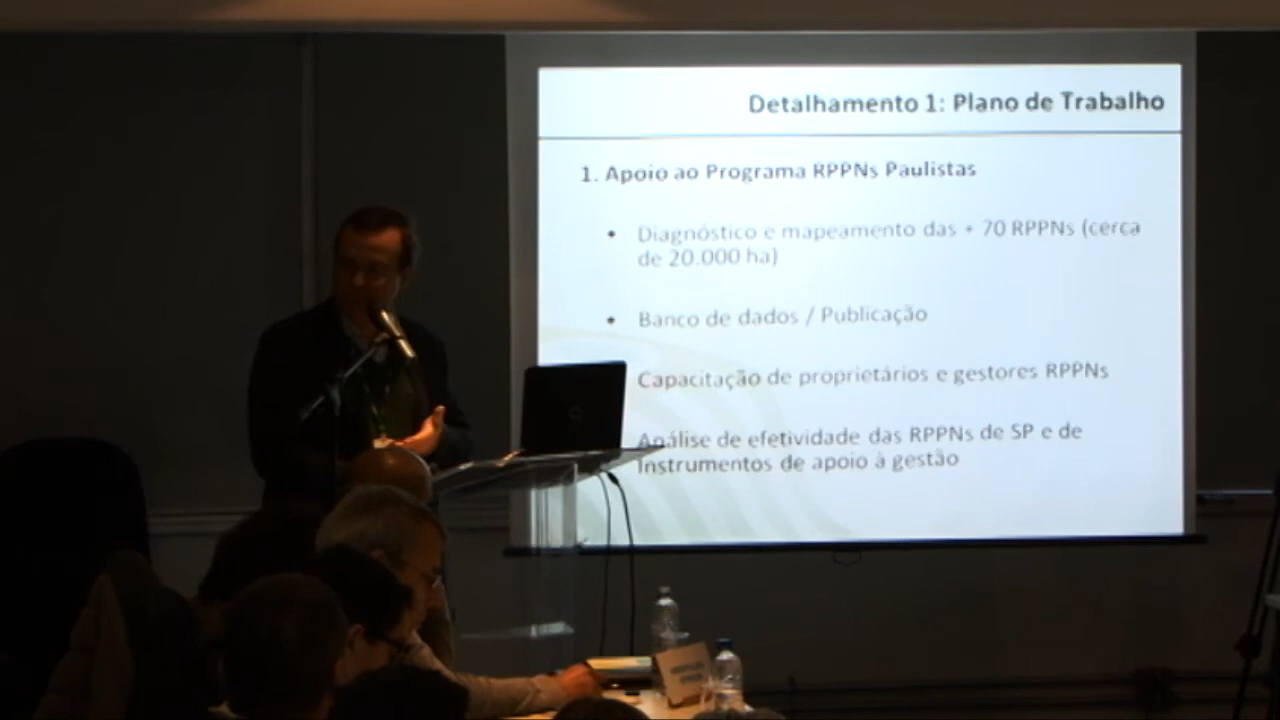 Detalhamento 1: Plano de Trabalho
1. Apoio ao Programa RPPNs Paulistas
• Diagnóstico e mapeamento das + 70 RPPNs (cerca
de 20.000 ha)
• Banco de dados / Publicação
Capacitação de proprietários e gestores RPPNs
Análise de efetividade das RPPNs de SP e de
Instrumentos de apoio à gestão